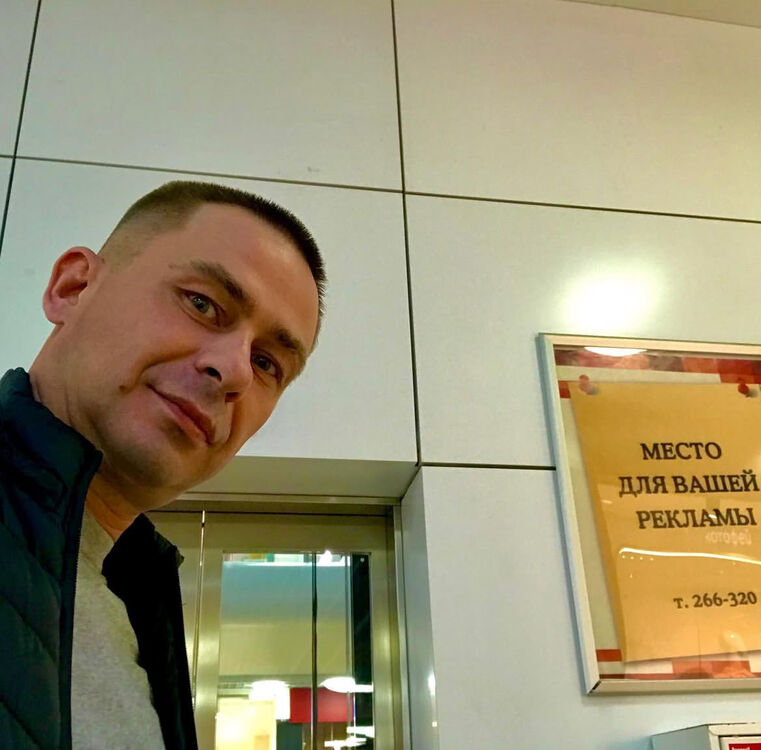 МЕСТО
ДЛЯ ВАШЕЙ
РЕКЛАМЫ
котофей
т. 266-320